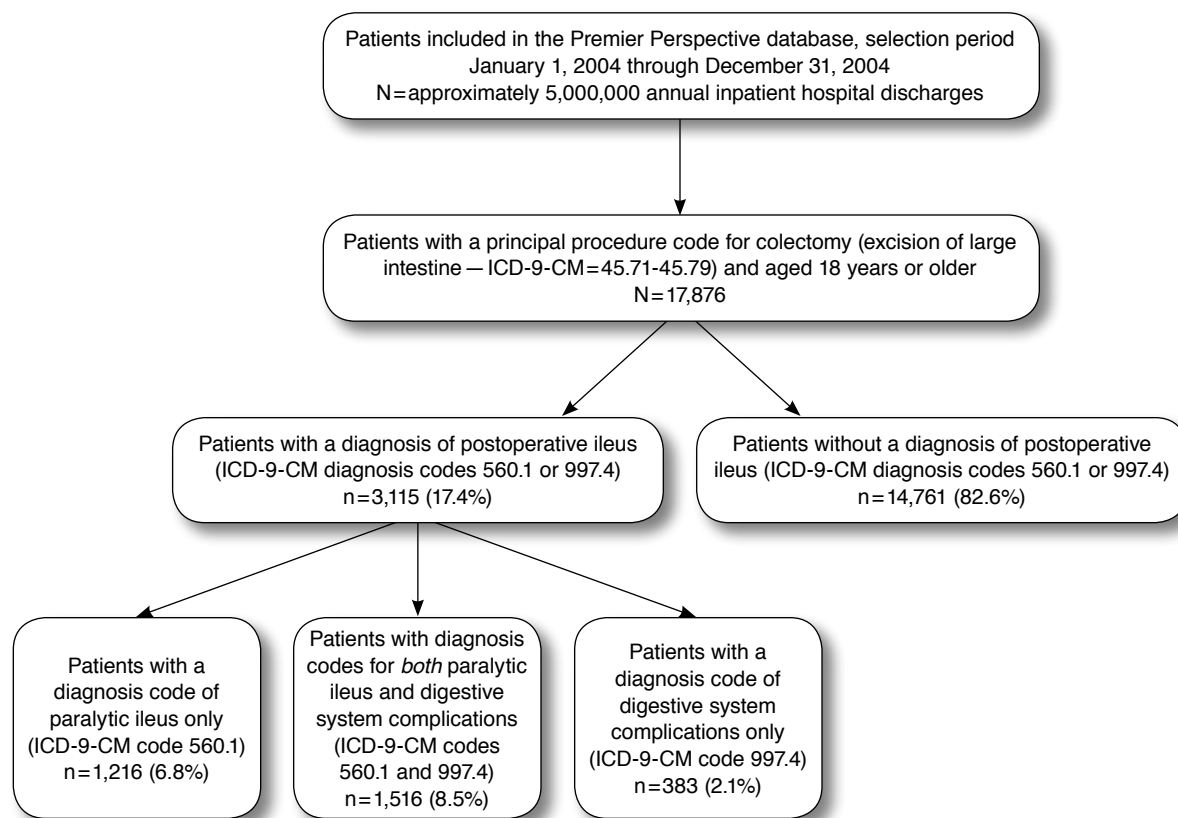 Patients included in the Premier Perspective database, selection period
January 1, 2004 through December 31, 2004
N=approximately 5,000,000 annual inpatient hospital discharges
Patients with a principal procedure code for colectomy (excision of large
intestine — ICD-9-CM=45.71-45.79) and aged 18 years or older
N=17,876
Patients with a diagnosis of postoperative ileus
(ICD-9-CM diagnosis codes 560.1 or 997.4)
n=3,115 (17.4%)
Patients without a diagnosis of postoperative
ileus (ICD-9-CM diagnosis codes 560.1 or 997.4)
n=14,761 (82.6%)
Patients with a
diagnosis code of
paralytic ileus only
(ICD-9-CM code 560.1)
n=1,216 (6.8%)
Patients with diagnosis
codes for both paralytic
ileus and digestive
system complications
(ICD-9-CM codes
560.1 and 997.4)
n=1,516 (8.5%)
Patients with a
diagnosis code of
digestive system
complications only
(ICD-9-CM code 997.4)
n=383 (2.1%)